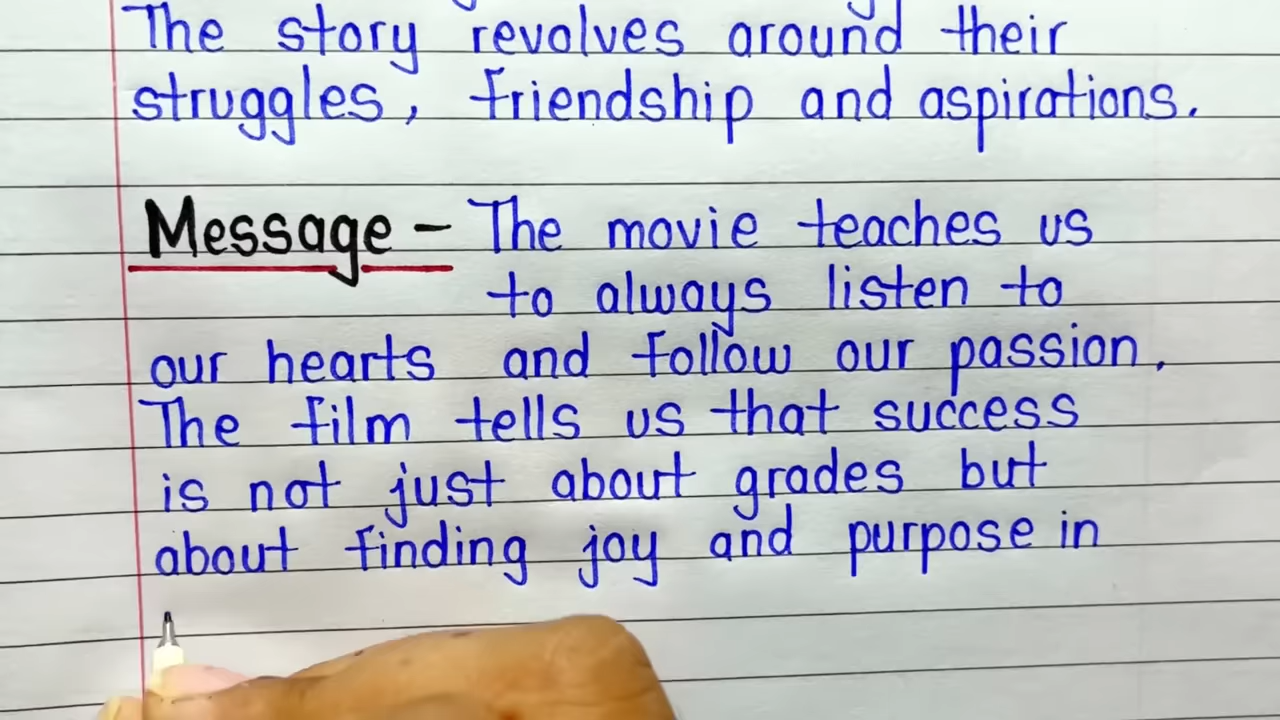 The story revolves around their
struggles, friendship and aspirations.
Message - The movie teaches us
to always listen to
our hearts and follow our passion.
The film tells us that success
is not just about grades but
about finding joy and purpose in